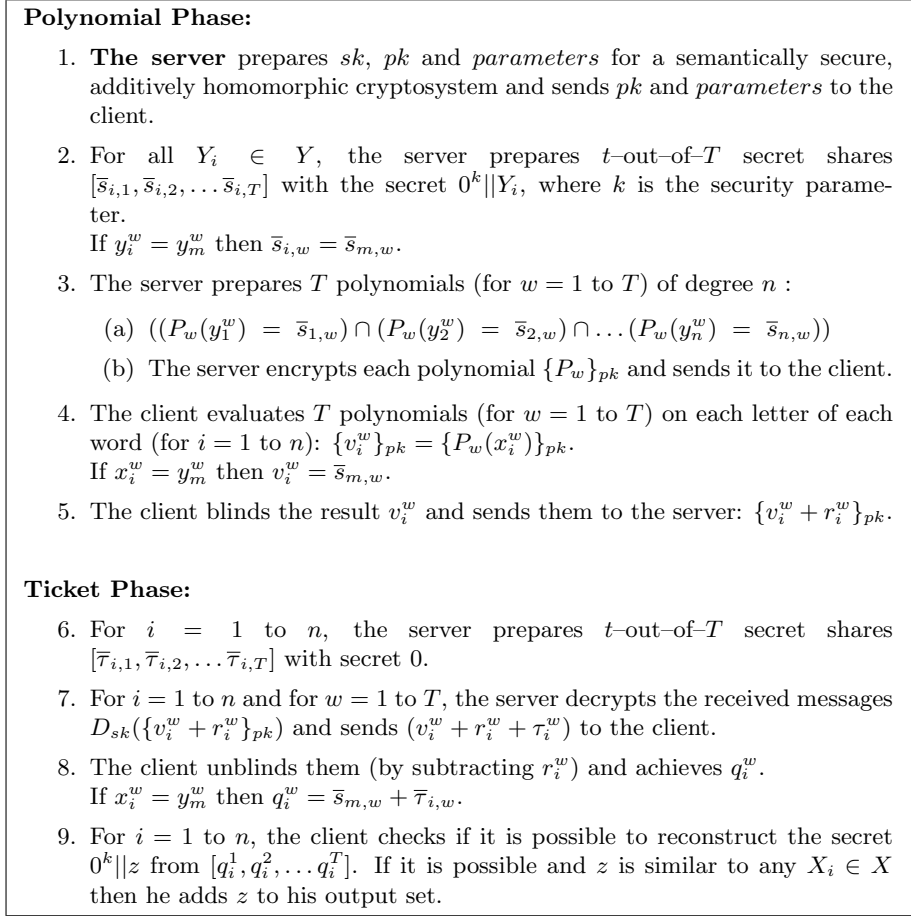 Polynomial Phase:
1. The server prepares sk, pk and parameters for a semantically secure,
additively homomorphic cryptosystem and sends pk and parameters to the
client.
2. For all Y_i ∈ Y, the server prepares t–out–of–T secret shares
[s̅_{i,1}, s̅_{i,2}, . . . s̅_{i,T}] with the secret 0^k||Y_i, where k is the security parame-
ter.
If y_i^w = y_m^w then s̅_{i,w} = s̅_{m,w}.
3. The server prepares T polynomials (for w = 1 to T) of degree n :
(a) ((P_w(y_1^w) = s̅_{1,w}) ∩ (P_w(y_2^w) = s̅_{2,w}) ∩ . . . (P_w(y_n^w) = s̅_{n,w}))
(b) The server encrypts each polynomial {P_w}_{pk} and sends it to the client.
4. The client evaluates T polynomials (for w = 1 to T) on each letter of each
word (for i = 1 to n): {v_i^w}_{pk} = {P_w(x_i^w)}_{pk}.
If x_i^w = y_m^w then v_i^w = s̅_{m,w}.
5. The client blinds the result v_i^w and sends them to the server: {v_i^w + r_i^w}_{pk}.
Ticket Phase:
6. For i = 1 to n, the server prepares t–out–of–T secret shares
[τ̅_{i,1}, τ̅_{i,2}, . . . τ̅_{i,T}] with secret 0.
7. For i = 1 to n and for w = 1 to T, the server decrypts the received messages
D_{sk}({v_i^w + r_i^w}_{pk}) and sends (v_i^w + r_i^w + τ_i^w) to the client.
8. The client unblinds them (by subtracting r_i^w) and achieves q_i^w.
If x_i^w = y_m^w then q_i^w = s̅_{m,w} + τ̅_{i,w}.
9. For i = 1 to n, the client checks if it is possible to reconstruct the secret
0^k||z from [q_i^1, q_i^2, . . . q_i^T]. If it is possible and z is similar to any X_i ∈ X
then he adds z to his output set.